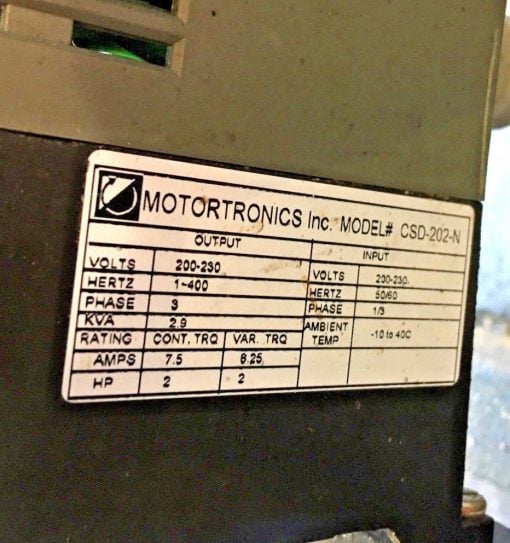 MOTORTRONICS Inc. MODEL# CSD-202-N
OUTPUT
VOLTS 200-230
HERTZ 1~400
PHASE 3
KVA 2.9
RATING CONT. TRQ VAR. TRQ
AMPS 7.5 8.25
HP 2 2
INPUT
VOLTS 200-230
HERTZ 50/60
PHASE 1/3
AMBIENT TEMP -10 to 40C